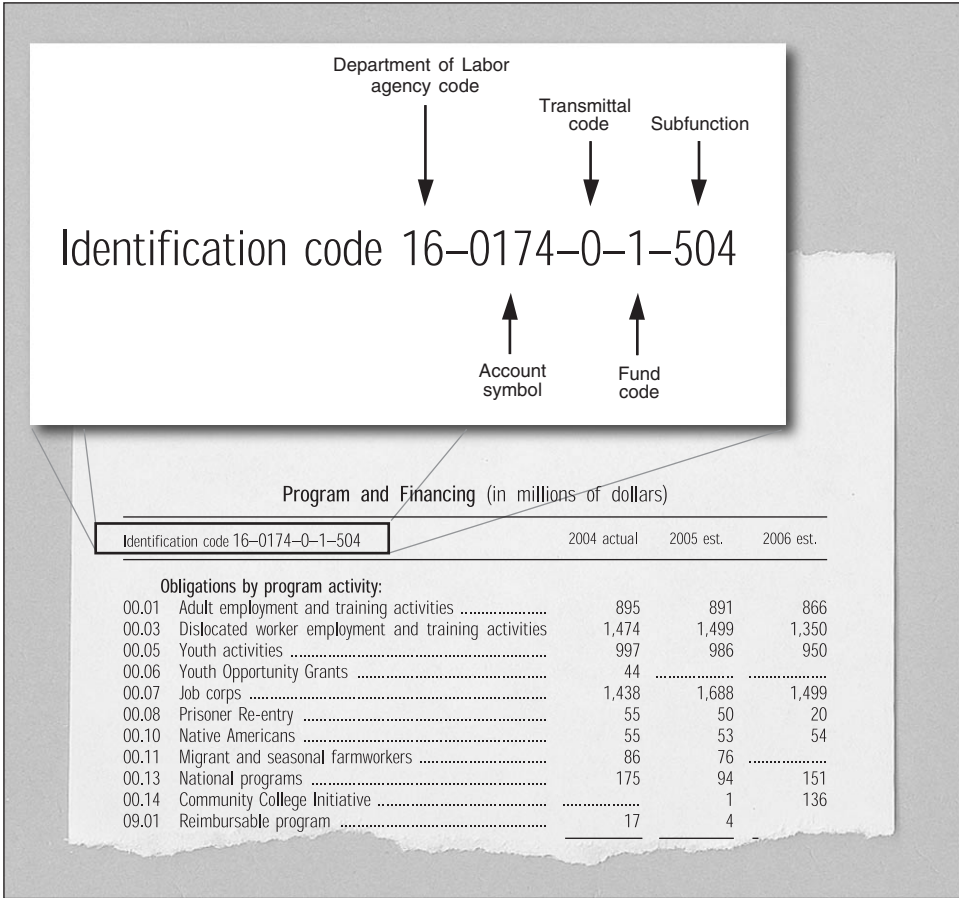 Department of Labor
agency code
Transmittal
code
Subfunction
Identification code 16–0174–0–1–504
Account
symbol
Fund
code
Program and Financing (in millions of dollars)
Identification code 16–0174–0–1–504 2004 actual 2005 est. 2006 est.
Obligations by program activity:
00.01 Adult employment and training activities .................... 895 891 866
00.03 Dislocated worker employment and training activities 1,474 1,499 1,350
00.05 Youth activities ............................................................ 997 986 950
00.06 Youth Opportunity Grants ............................................ 44 .................. ..................
00.07 Job corps ...................................................................... 1,438 1,688 1,499
00.08 Prisoner Re-entry ......................................................... 55 50 20
00.10 Native Americans .......................................................... 55 53 54
00.11 Migrant and seasonal farmworkers .............................. 86 76 ..................
00.13 National programs ........................................................ 175 94 151
00.14 Community College Initiative ........................................ .................. 1 136
09.01 Reimbursable program ................................................. 17 4